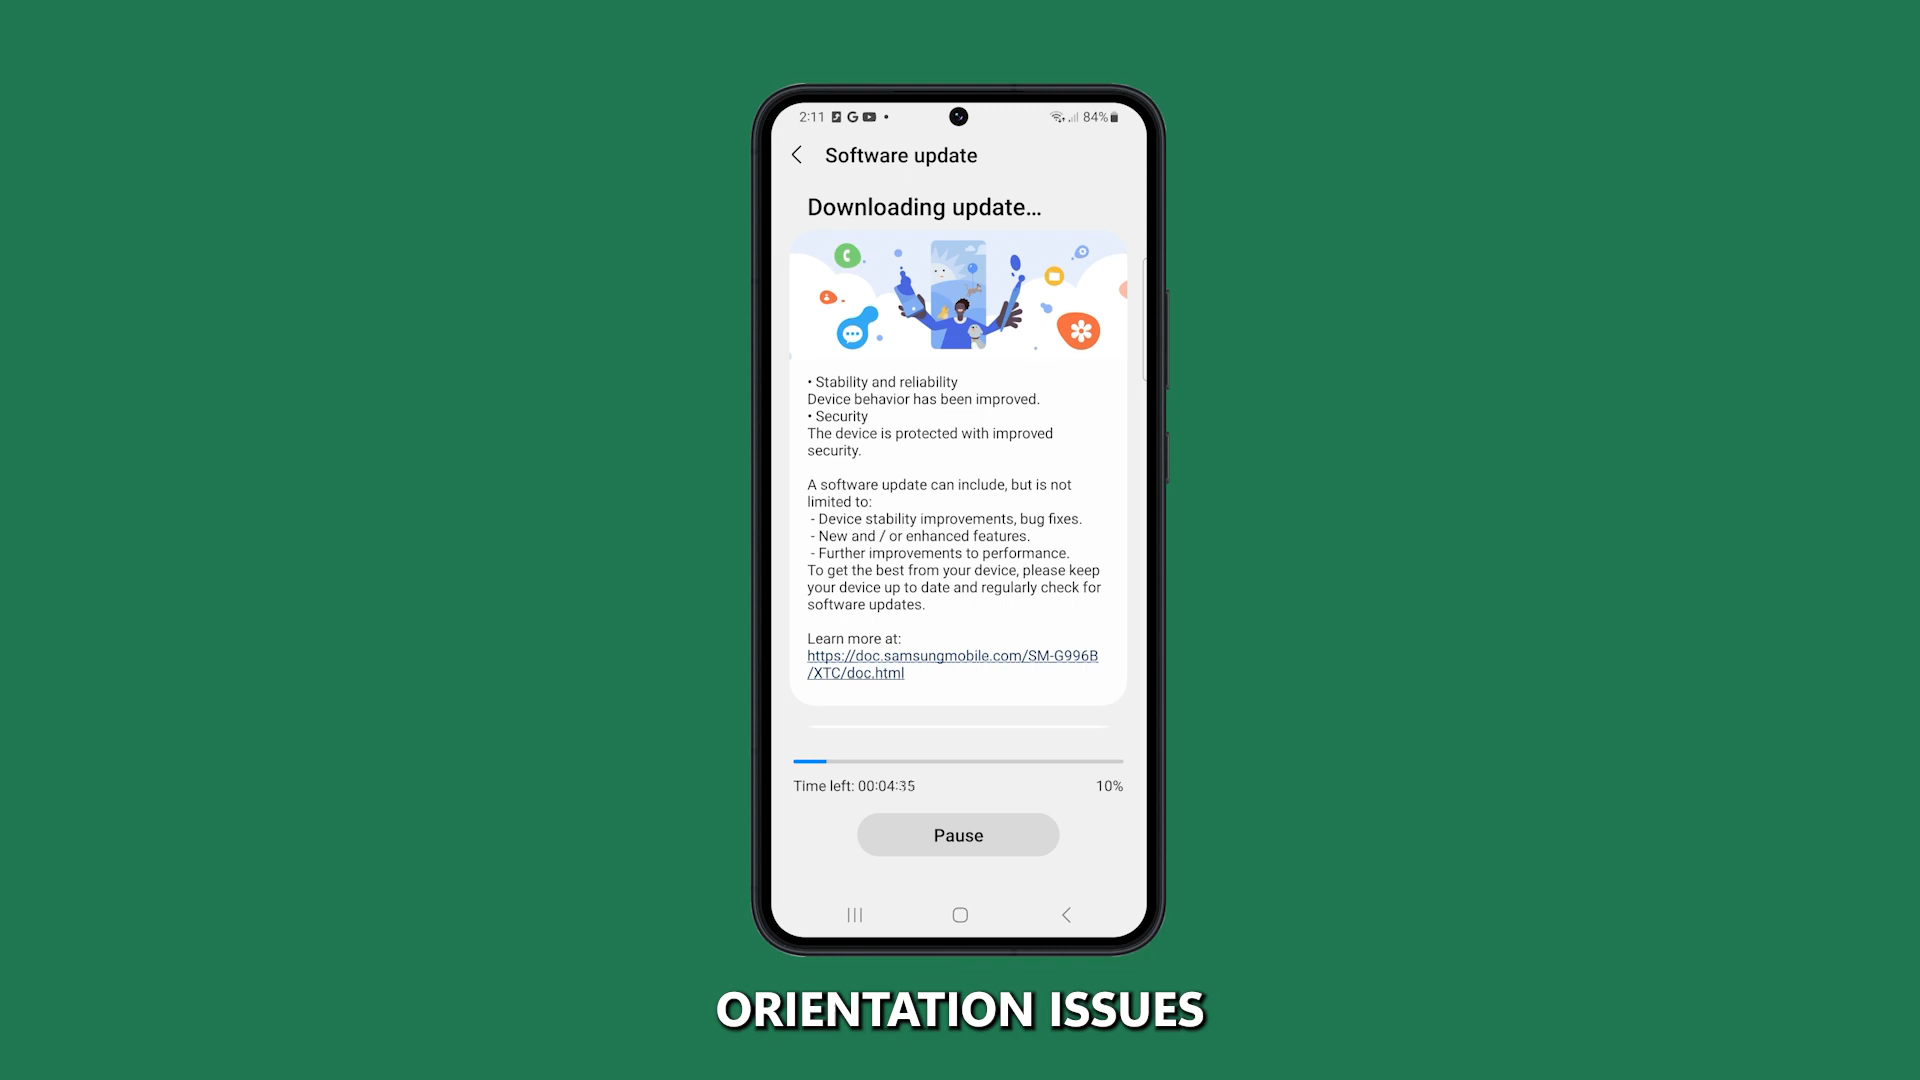 2:11
84%
Software update
Downloading update...
• Stability and reliability
Device behavior has been improved.
• Security
The device is protected with improved
security.
A software update can include, but is not
limited to:
- Device stability improvements, bug fixes.
- New and / or enhanced features.
- Further improvements to performance.
To get the best from your device, please keep
your device up to date and regularly check for
software updates.
Learn more at:
https://doc.samsungmobile.com/SM-G996B
/XTC/doc.html
Time left: 00:04:35
10%
Pause
ORIENTATION ISSUES